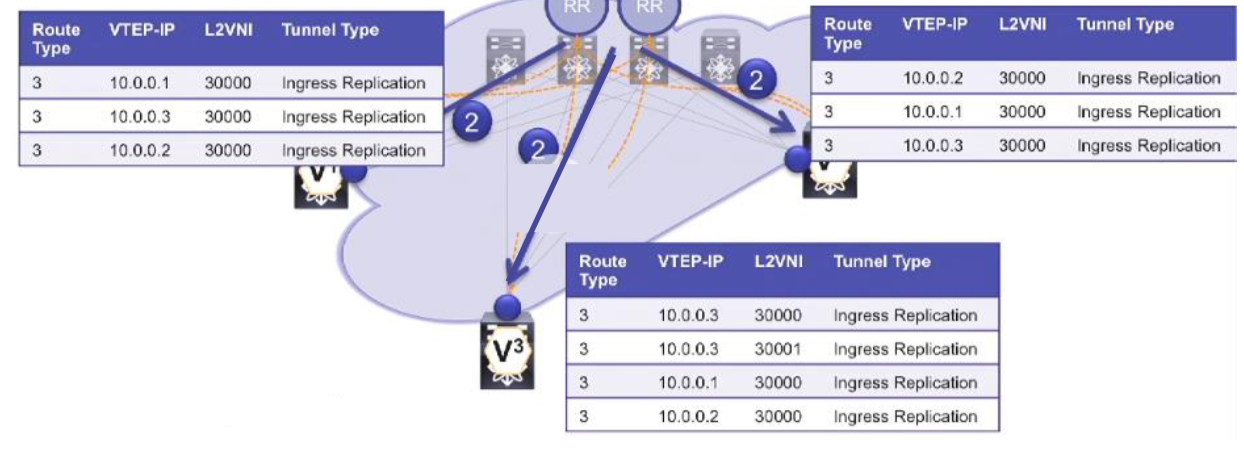 RR RR
Route Type VTEP-IP L2VNI Tunnel Type
3 10.0.0.1 30000 Ingress Replication
3 10.0.0.3 30000 Ingress Replication
3 10.0.0.2 30000 Ingress Replication
Route Type VTEP-IP L2VNI Tunnel Type
3 10.0.0.2 30000 Ingress Replication
3 10.0.0.1 30000 Ingress Replication
3 10.0.0.3 30000 Ingress Replication
2
2
2
V1
V
V3
Route Type VTEP-IP L2VNI Tunnel Type
3 10.0.0.3 30000 Ingress Replication
3 10.0.0.3 30001 Ingress Replication
3 10.0.0.1 30000 Ingress Replication
3 10.0.0.2 30000 Ingress Replication